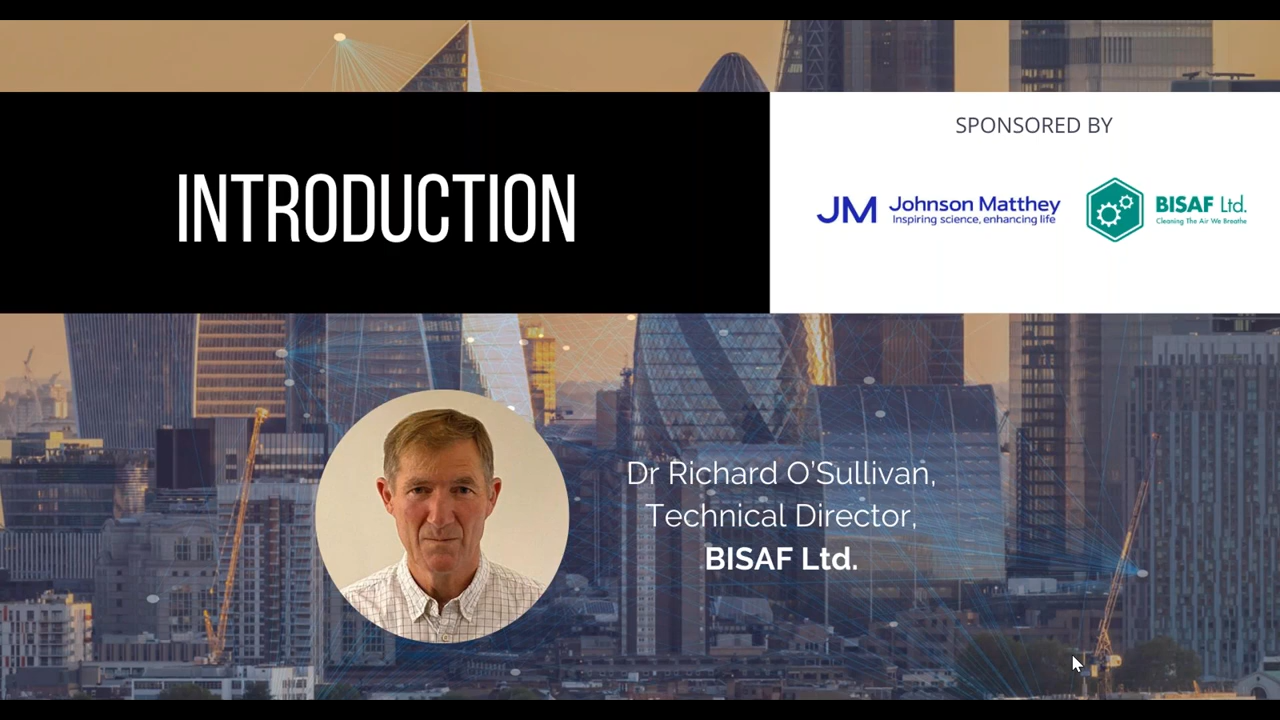 INTRODUCTION
SPONSORED BY
JM Johnson Matthey
Inspiring science, enhancing life
BISAF Ltd.
Cleaning The Air We Breathe
Dr Richard O'Sullivan,
Technical Director,
BISAF Ltd.